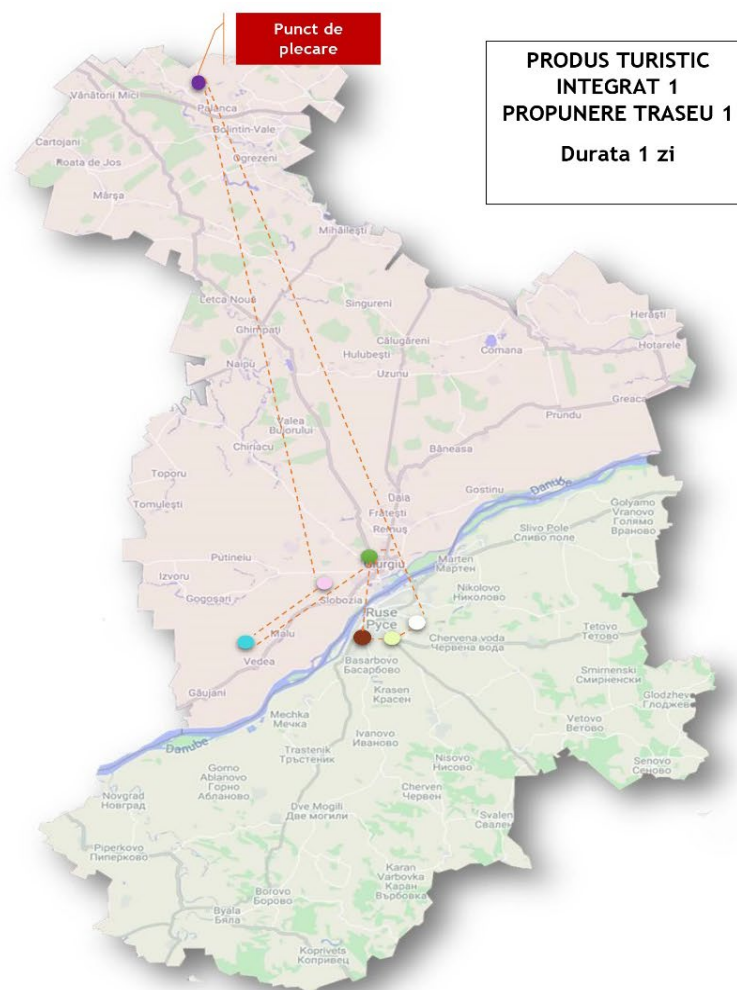 Punct de
plecare
PRODUS TURISTIC
INTEGRAT 1
PROPUNERE TRASEU 1
Durata 1 zi
Vânătorii Mici
Palanca
Bolintin-Vale
Cartojani
Roata de Jos
Ogrezeni
Mârșa
Mihăilești
Letca Nouă
Singureni
Herăști
Ghimpați
Călugăreni
Comana
Hotarele
Hulubești
Naipu
Uzunu
Greaca
Valea
Bujorului
Prundu
Chiriacu
Băneasa
Toporu
Daia
Gostinu
Danube
Tomulești
Frătești
Remuș
Golyamo
Vranovo
Голямо
Враново
Slivo Pole
Сливо поле
Putineiu
Giurgiu
Marten
Мартен
Izvoru
Gogoșari
Nikolovo
Николово
Slobozia
Ruse
Русе
Malu
Chervena voda
Червена вода
Tetovo
Тетово
Vedea
Basarbovo
Басарбово
Smirnenski
Смирненски
Găujani
Krasen
Красен
Glodzhevo
Глоджево
Mechka
Мечка
Vetovo
Ветово
Ivanovo
Иваново
Danube
Trastenik
Тръстеник
Nisovo
Нисово
Senovo
Сеново
Gorno
Ablanovo
Горно
Абланово
Novgrad
Новград
Cherven
Червен
Dve Mogili
Две могили
Svalen
Свален
Piperkovo
Пиперково
Karan
Varbovka
Каран
Върбовка
Borovo
Борово
Byala
Бяла
Koprivets
Копривец